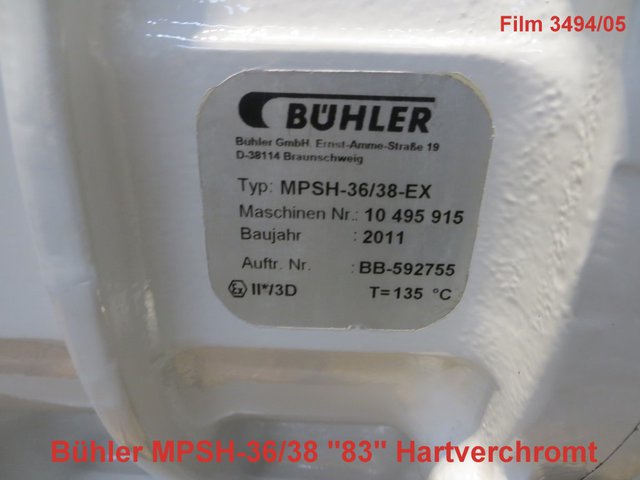 Film 3494/05
BÜHLER
Bühler GmbH. Ernst-Amme-Straße 19
D-38114 Braunschweig
Typ: MPSH-36/38-EX
Maschinen Nr.: 10 495 915
Baujahr : 2011
Auftr. Nr. : BB-592755
Ex II*/3D T=135 °C
Bühler MPSH-36/38 "83" Hartverchromt